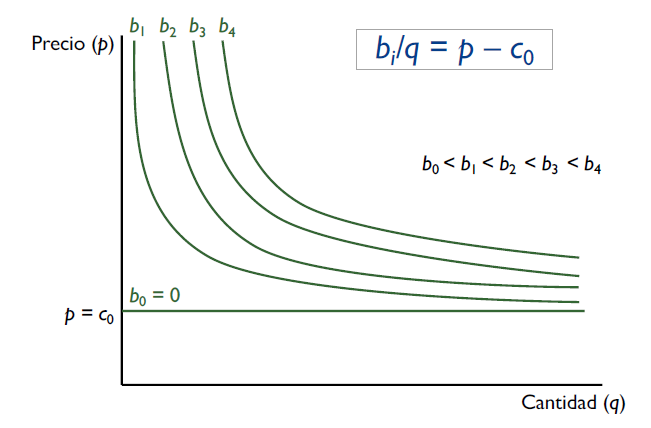 b₁ b₂ b₃ b₄
Precio (p)
bᵢ/q = p – c₀
b₀ < b₁ < b₂ < b₃ < b₄
b₀ = 0
p = c₀
Cantidad (q)